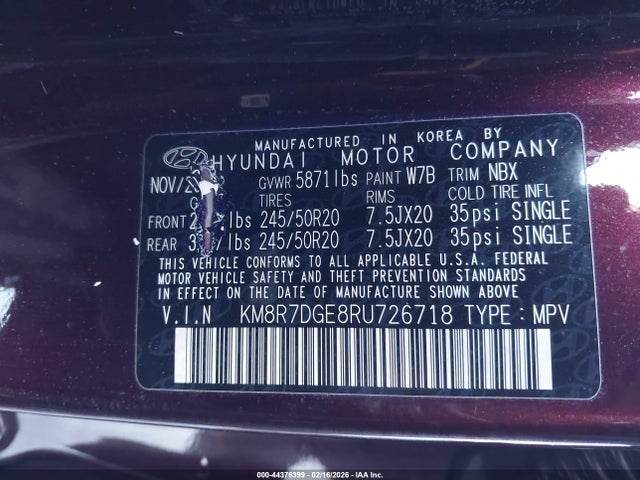 MANUFACTURED IN KOREA BY
HYUNDAI MOTOR COMPANY
NOV/ GVWR 5871lbs PAINT W7B TRIM NBX
TIRES RIMS COLD TIRE INFL
FRONT lbs 245/50R20 7.5JX20 35psi SINGLE
REAR lbs 245/50R20 7.5JX20 35psi SINGLE
THIS VEHICLE CONFORMS TO ALL APPLICABLE U.S.A. FEDERAL
MOTOR VEHICLE SAFETY AND THEFT PREVENTION STANDARDS
IN EFFECT ON THE DATE OF MANUFACTURE SHOWN ABOVE
V.I.N KM8R7DGE8RU726718 TYPE : MPV
000-44376399 - 02/16/2026 - IAA Inc.